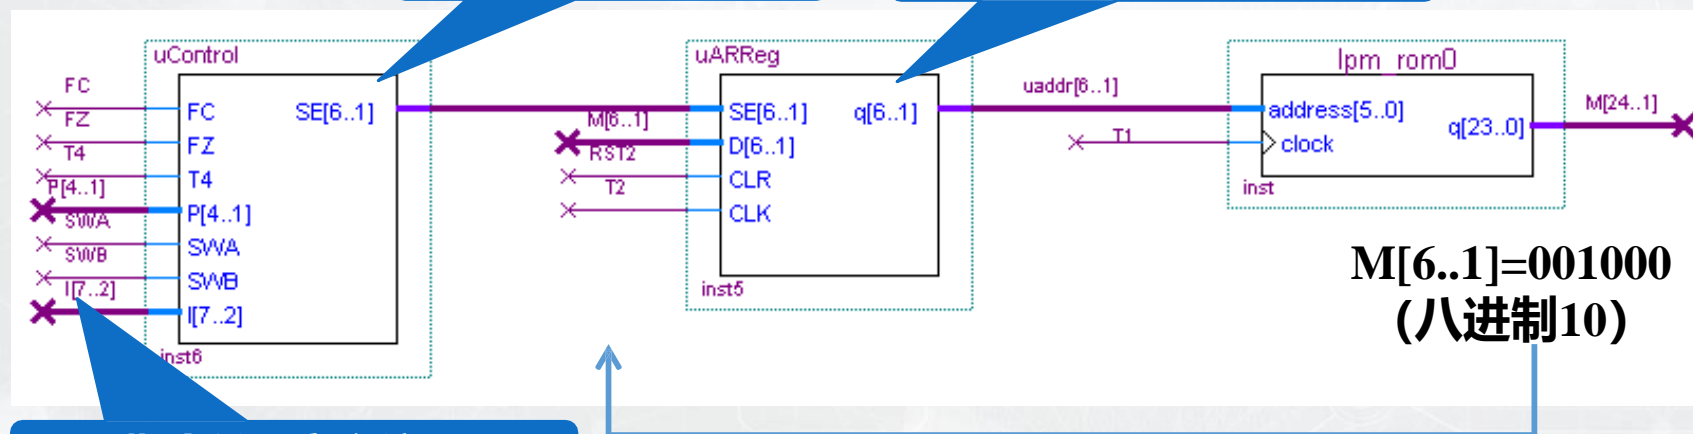 uControl
FC
FZ
T4
P[4..1]
SWA
SWB
I[7..2]
FC
FZ
T4
P[4..1]
SWA
SWB
I[7..2]
SE[6..1]
inst6
uARReg
M[6..1]
RST2
T2
SE[6..1]
D[6..1]
CLR
CLK
q[6..1]
inst5
uaddr[6..1]
T1
lpm_rom0
address[5..0]
clock
q[23..0]
inst
M[24..1]
M[6..1]=001000
(八进制10)